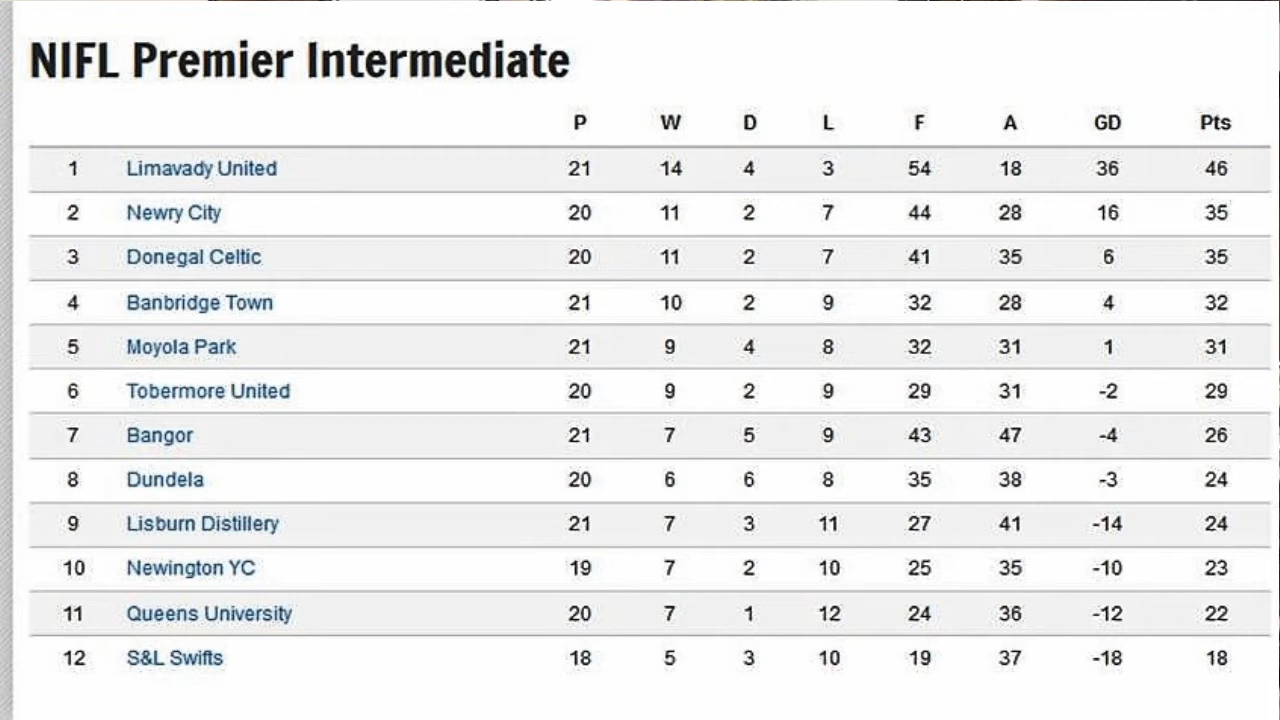 NIFL Premier Intermediate
P W D L F A GD Pts
1 Limavady United 21 14 4 3 54 18 36 46
2 Newry City 20 11 2 7 44 28 16 35
3 Donegal Celtic 20 11 2 7 41 35 6 35
4 Banbridge Town 21 10 2 9 32 28 4 32
5 Moyola Park 21 9 4 8 32 31 1 31
6 Tobermore United 20 9 2 9 29 31 -2 29
7 Bangor 21 7 5 9 43 47 -4 26
8 Dundela 20 6 6 8 35 38 -3 24
9 Lisburn Distillery 21 7 3 11 27 41 -14 24
10 Newington YC 19 7 2 10 25 35 -10 23
11 Queens University 20 7 1 12 24 36 -12 22
12 S&L Swifts 18 5 3 10 19 37 -18 18